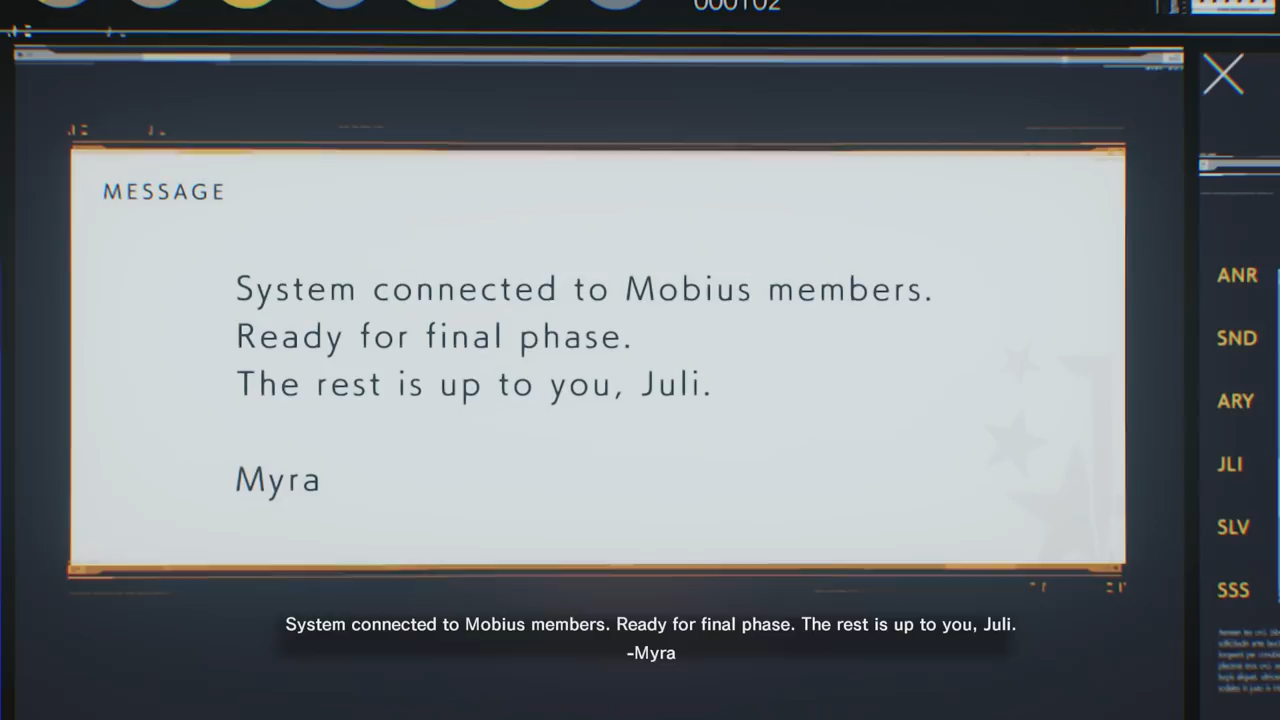 000102
MESSAGE
System connected to Mobius members.
Ready for final phase.
The rest is up to you, Juli.
Myra
ANR
SND
ARY
JLI
SLV
SSS
System connected to Mobius members. Ready for final phase. The rest is up to you, Juli.
-Myra